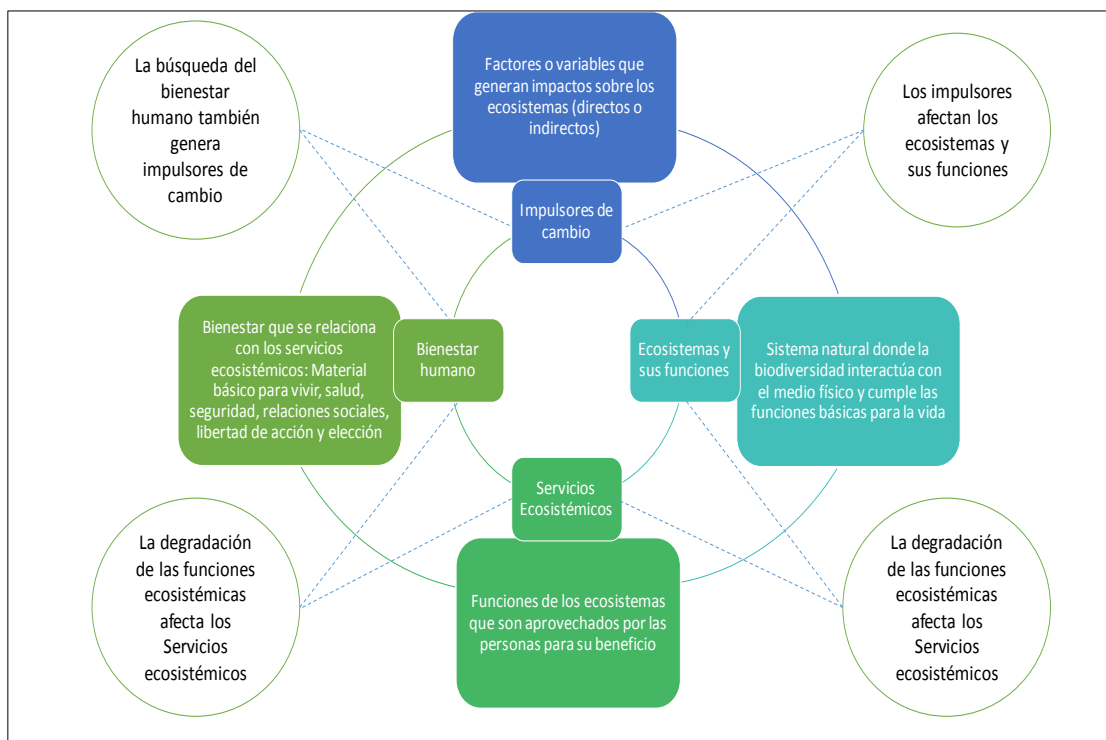 La búsqueda del
bienestar
humano también
genera
impulsores de
cambio
Factores o variables que
generan impactos sobre los
ecosistemas (directos o
indirectos)
Los impulsores
afectan los
ecosistemas y
sus funciones
Impulsores de
cambio
Bienestar que se relaciona
con los servicios
ecosistémicos: Material
básico para vivir, salud,
seguridad, relaciones sociales,
libertad de acción y elección
Bienestar
humano
Ecosistemas y
sus funciones
Sistema natural donde la
biodiversidad interactúa con
el medio físico y cumple las
funciones básicas para la vida
Servicios
Ecosistémicos
La degradación
de las funciones
ecosistémicas
afecta los
Servicios
ecosistémicos
Funciones de los ecosistemas
que son aprovechados por las
personas para su beneficio
La degradación
de las funciones
ecosistémicas
afecta los
Servicios
ecosistémicos